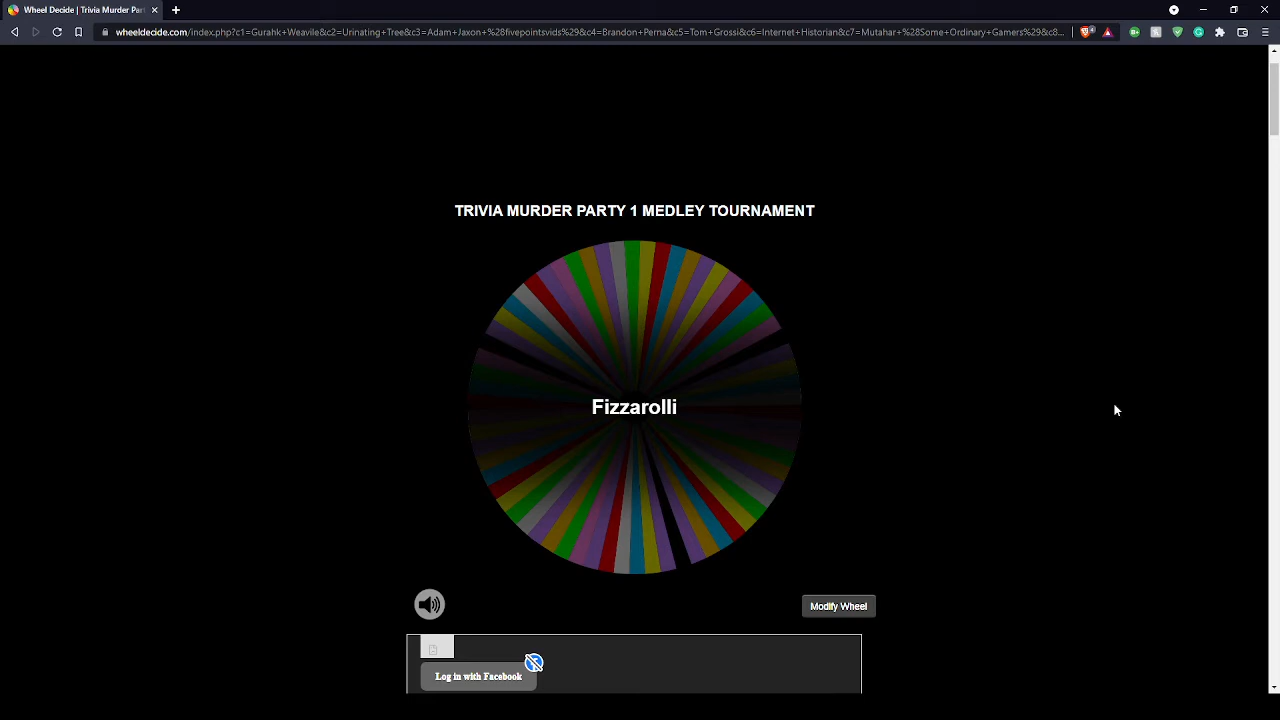 Wheel Decide | Trivia Murder Par
wheeldecide.com/index.php?c1=Gurahk+Weavile&c2=Urinating+Tree&c3=Adam+Jaxon+%28fivepointsvids%29&c4=Brandon+Perna&c5=Tom+Grossi&c6=Internet+Historian&c7=Mutahar+%28Some+Ordinary+Gamers%29&c8...
TRIVIA MURDER PARTY 1 MEDLEY TOURNAMENT
Fizzarolli
Modify Wheel
Log in with Facebook